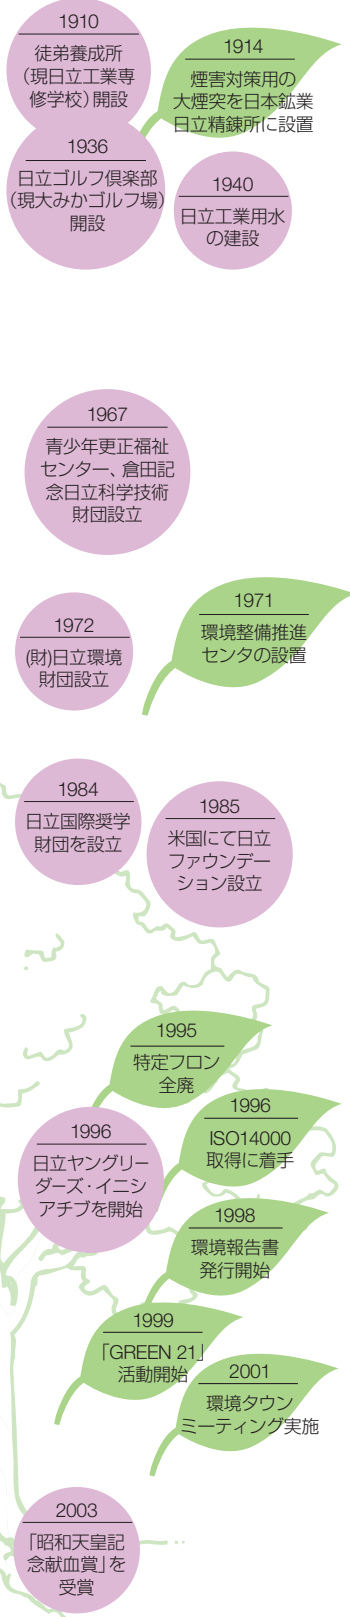 1910
徒弟養成所
（現日立工業専
修学校）開設
1914
煙害対策用の
大煙突を日本鉱業
日立精錬所に設置
1936
日立ゴルフ倶楽部
（現大みかゴルフ場）
開設
1940
日立工業用水
の建設
1967
青少年更正福祉
センター、倉田記
念日立科学技術
財団設立
1971
環境整備推進
センタの設置
1972
(財)日立環境
財団設立
1984
日立国際奨学
財団を設立
1985
米国にて日立
ファウンデー
ション設立
1995
特定フロン
全廃
1996
ISO14000
取得に着手
1996
日立ヤングリー
ダーズ・イニシ
アチブを開始
1998
環境報告書
発行開始
1999
「GREEN 21」
活動開始
2001
環境タウン
ミーティング実施
2003
「昭和天皇記
念献血賞」を
受賞